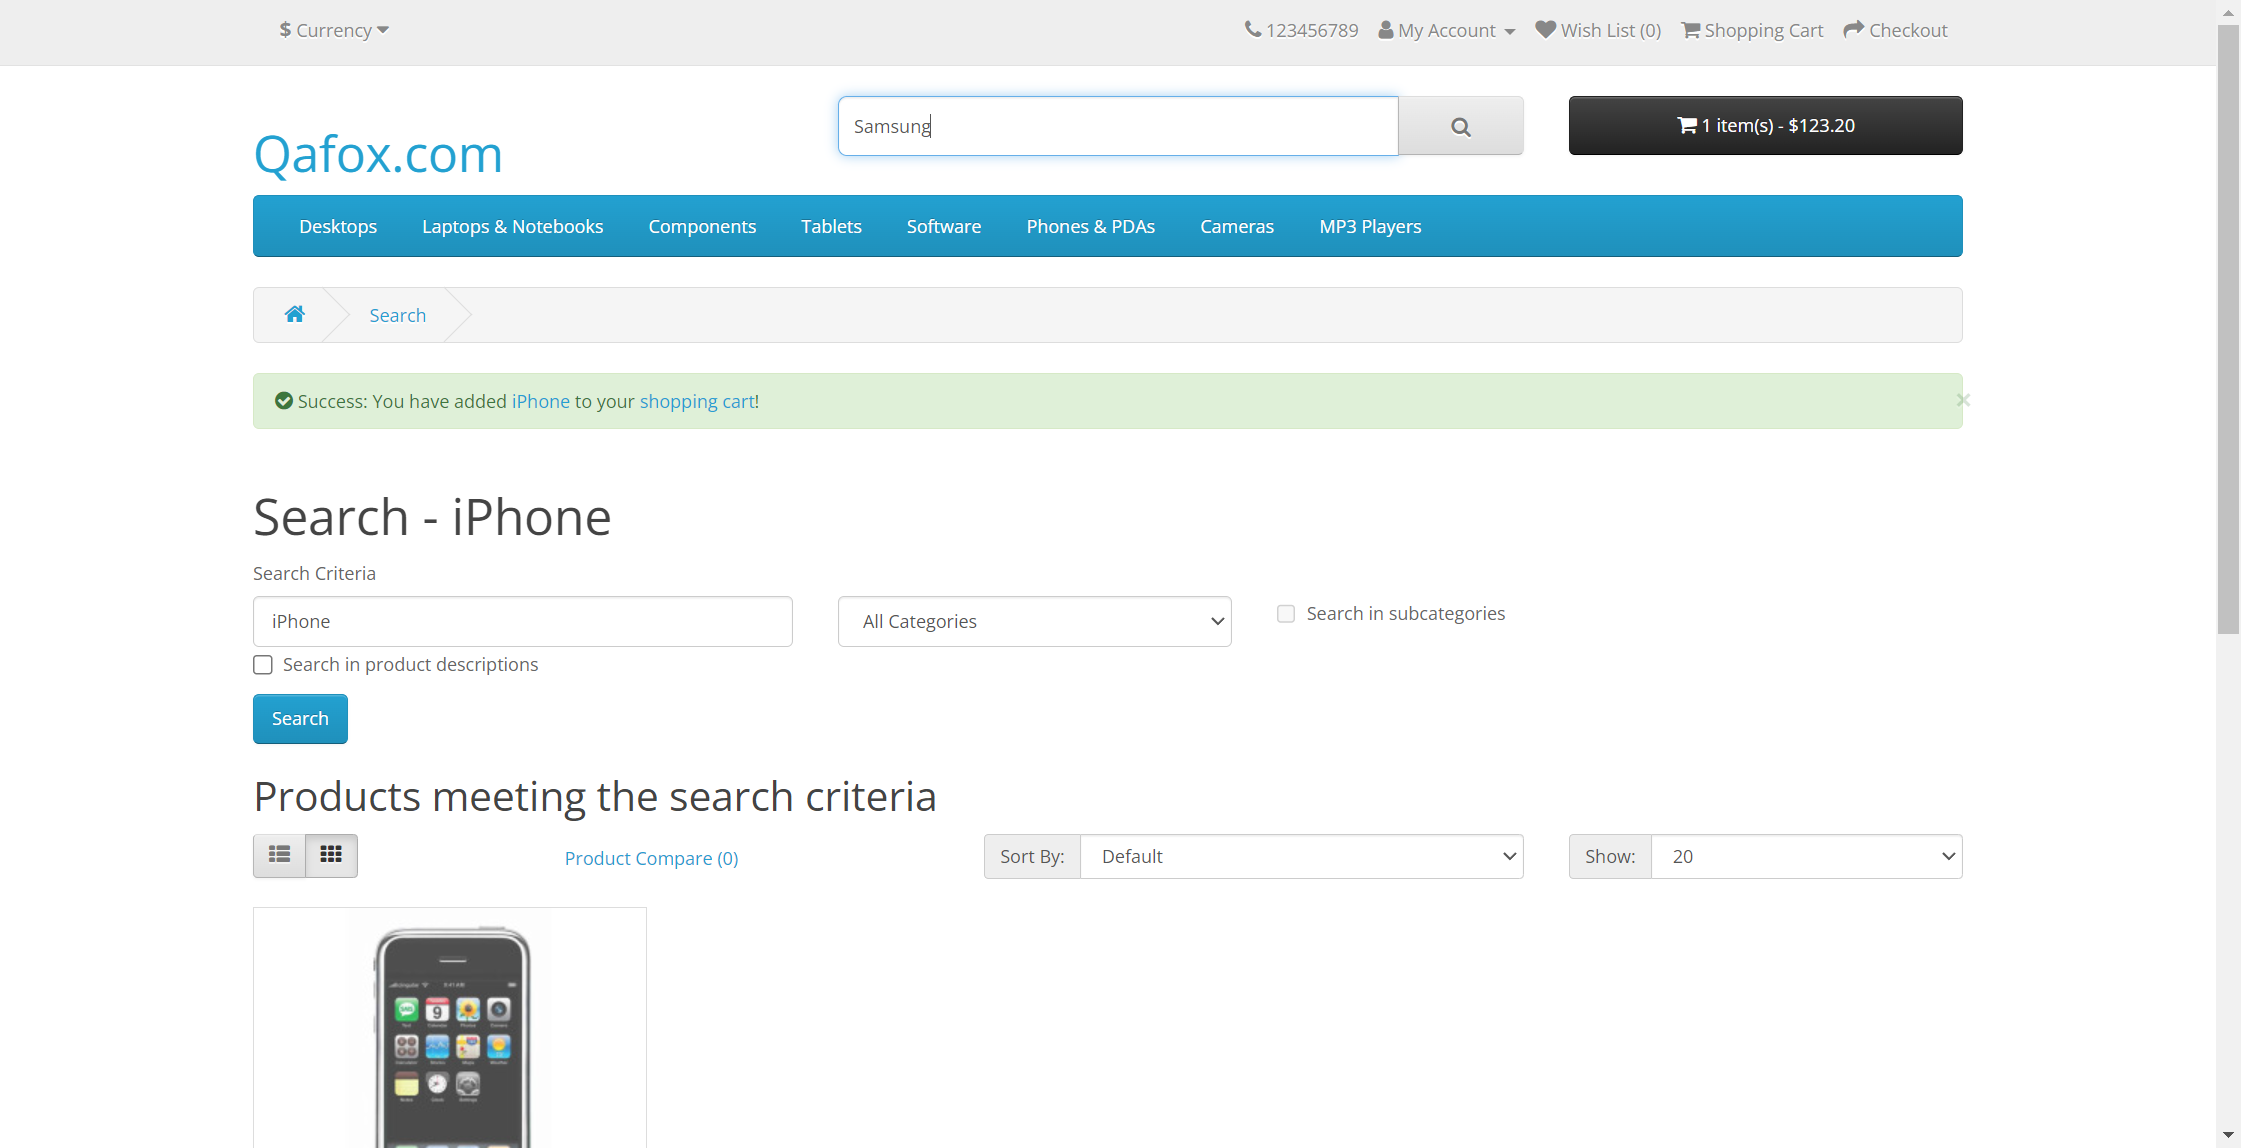 $ Currency
123456789 My Account Wish List (0) Shopping Cart Checkout
Qafox.com
Samsung
1 item(s) - $123.20
Desktops Laptops & Notebooks Components Tablets Software Phones & PDAs Cameras MP3 Players
Search
Success: You have added iPhone to your shopping cart!
×
Search - iPhone
Search Criteria
iPhone
All Categories
Search in subcategories
Search in product descriptions
Search
Products meeting the search criteria
Product Compare (0)
Sort By: Default
Show: 20
9